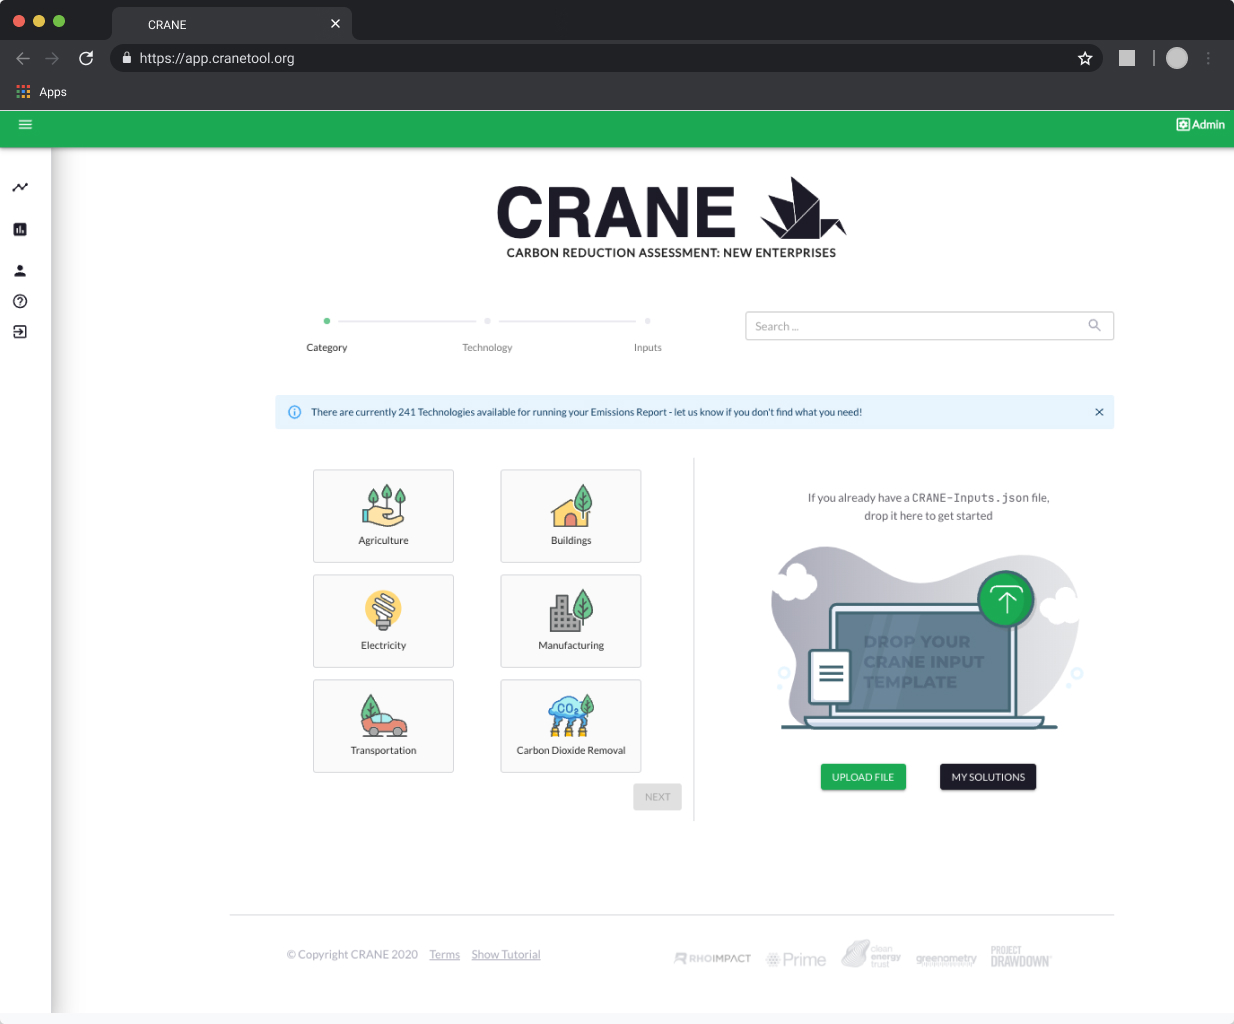 CRANE
https://app.cranetool.org
Apps
Admin
CRANE
CARBON REDUCTION ASSESSMENT: NEW ENTERPRISES
Category
Technology
Inputs
Search ...
There are currently 241 Technologies available for running your Emissions Report - let us know if you don't find what you need!
Agriculture
Buildings
Electricity
Manufacturing
Transportation
CO₂
Carbon Dioxide Removal
NEXT
If you already have a CRANE-Inputs.json file,
drop it here to get started
DROP YOUR
CRANE INPUT
TEMPLATE
UPLOAD FILE
MY SOLUTIONS
© Copyright CRANE 2020 Terms Show Tutorial
RHOIMPACT
Prime
clean
energy
trust
greenometry
PROJECT
DRAWDOWN